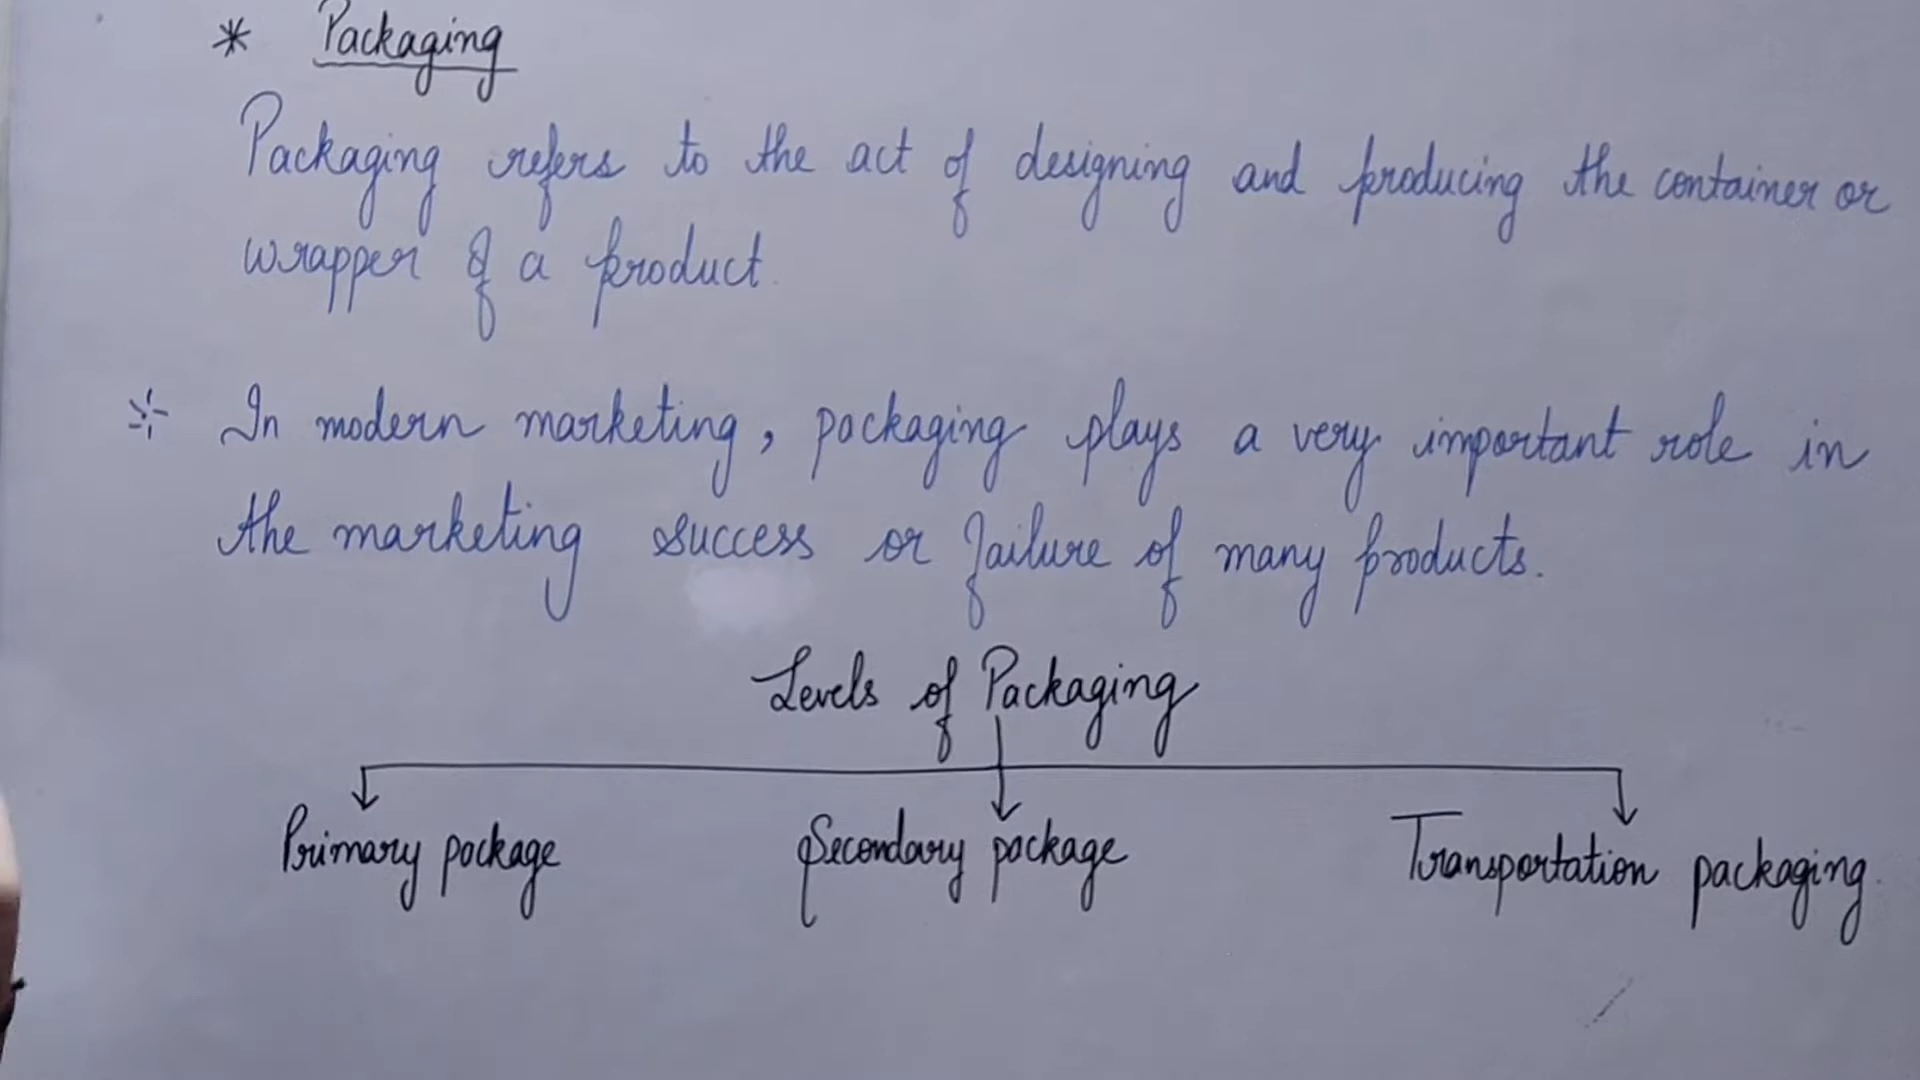 * Packaging
Packaging refers to the act of designing and producing the container or
wrapper of a product.
In modern marketing, packaging plays a very important role in
the marketing success or failure of many products.
Levels of Packaging
Primary package Secondary package Transportation packaging.